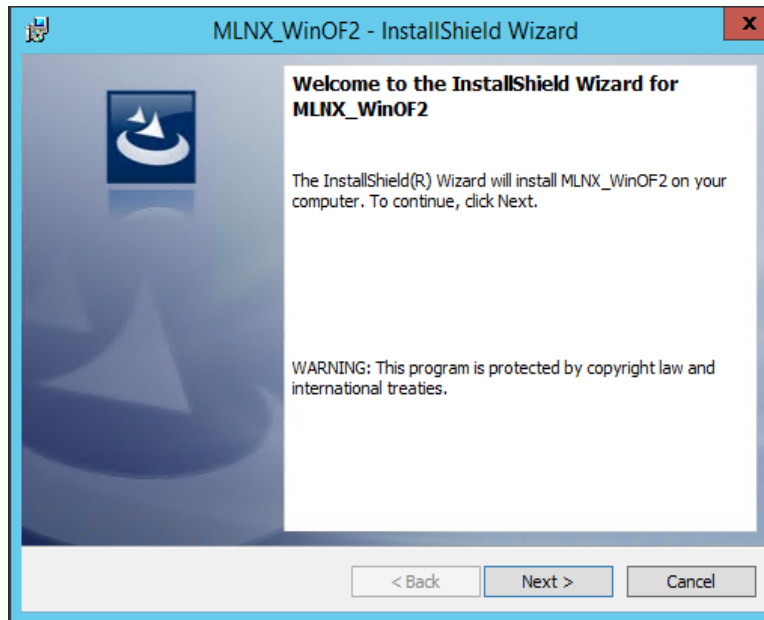 MLNX_WinOF2 - InstallShield Wizard
x
Welcome to the InstallShield Wizard for
MLNX_WinOF2
The InstallShield(R) Wizard will install MLNX_WinOF2 on your
computer. To continue, click Next.
WARNING: This program is protected by copyright law and
international treaties.
< Back
Next >
Cancel